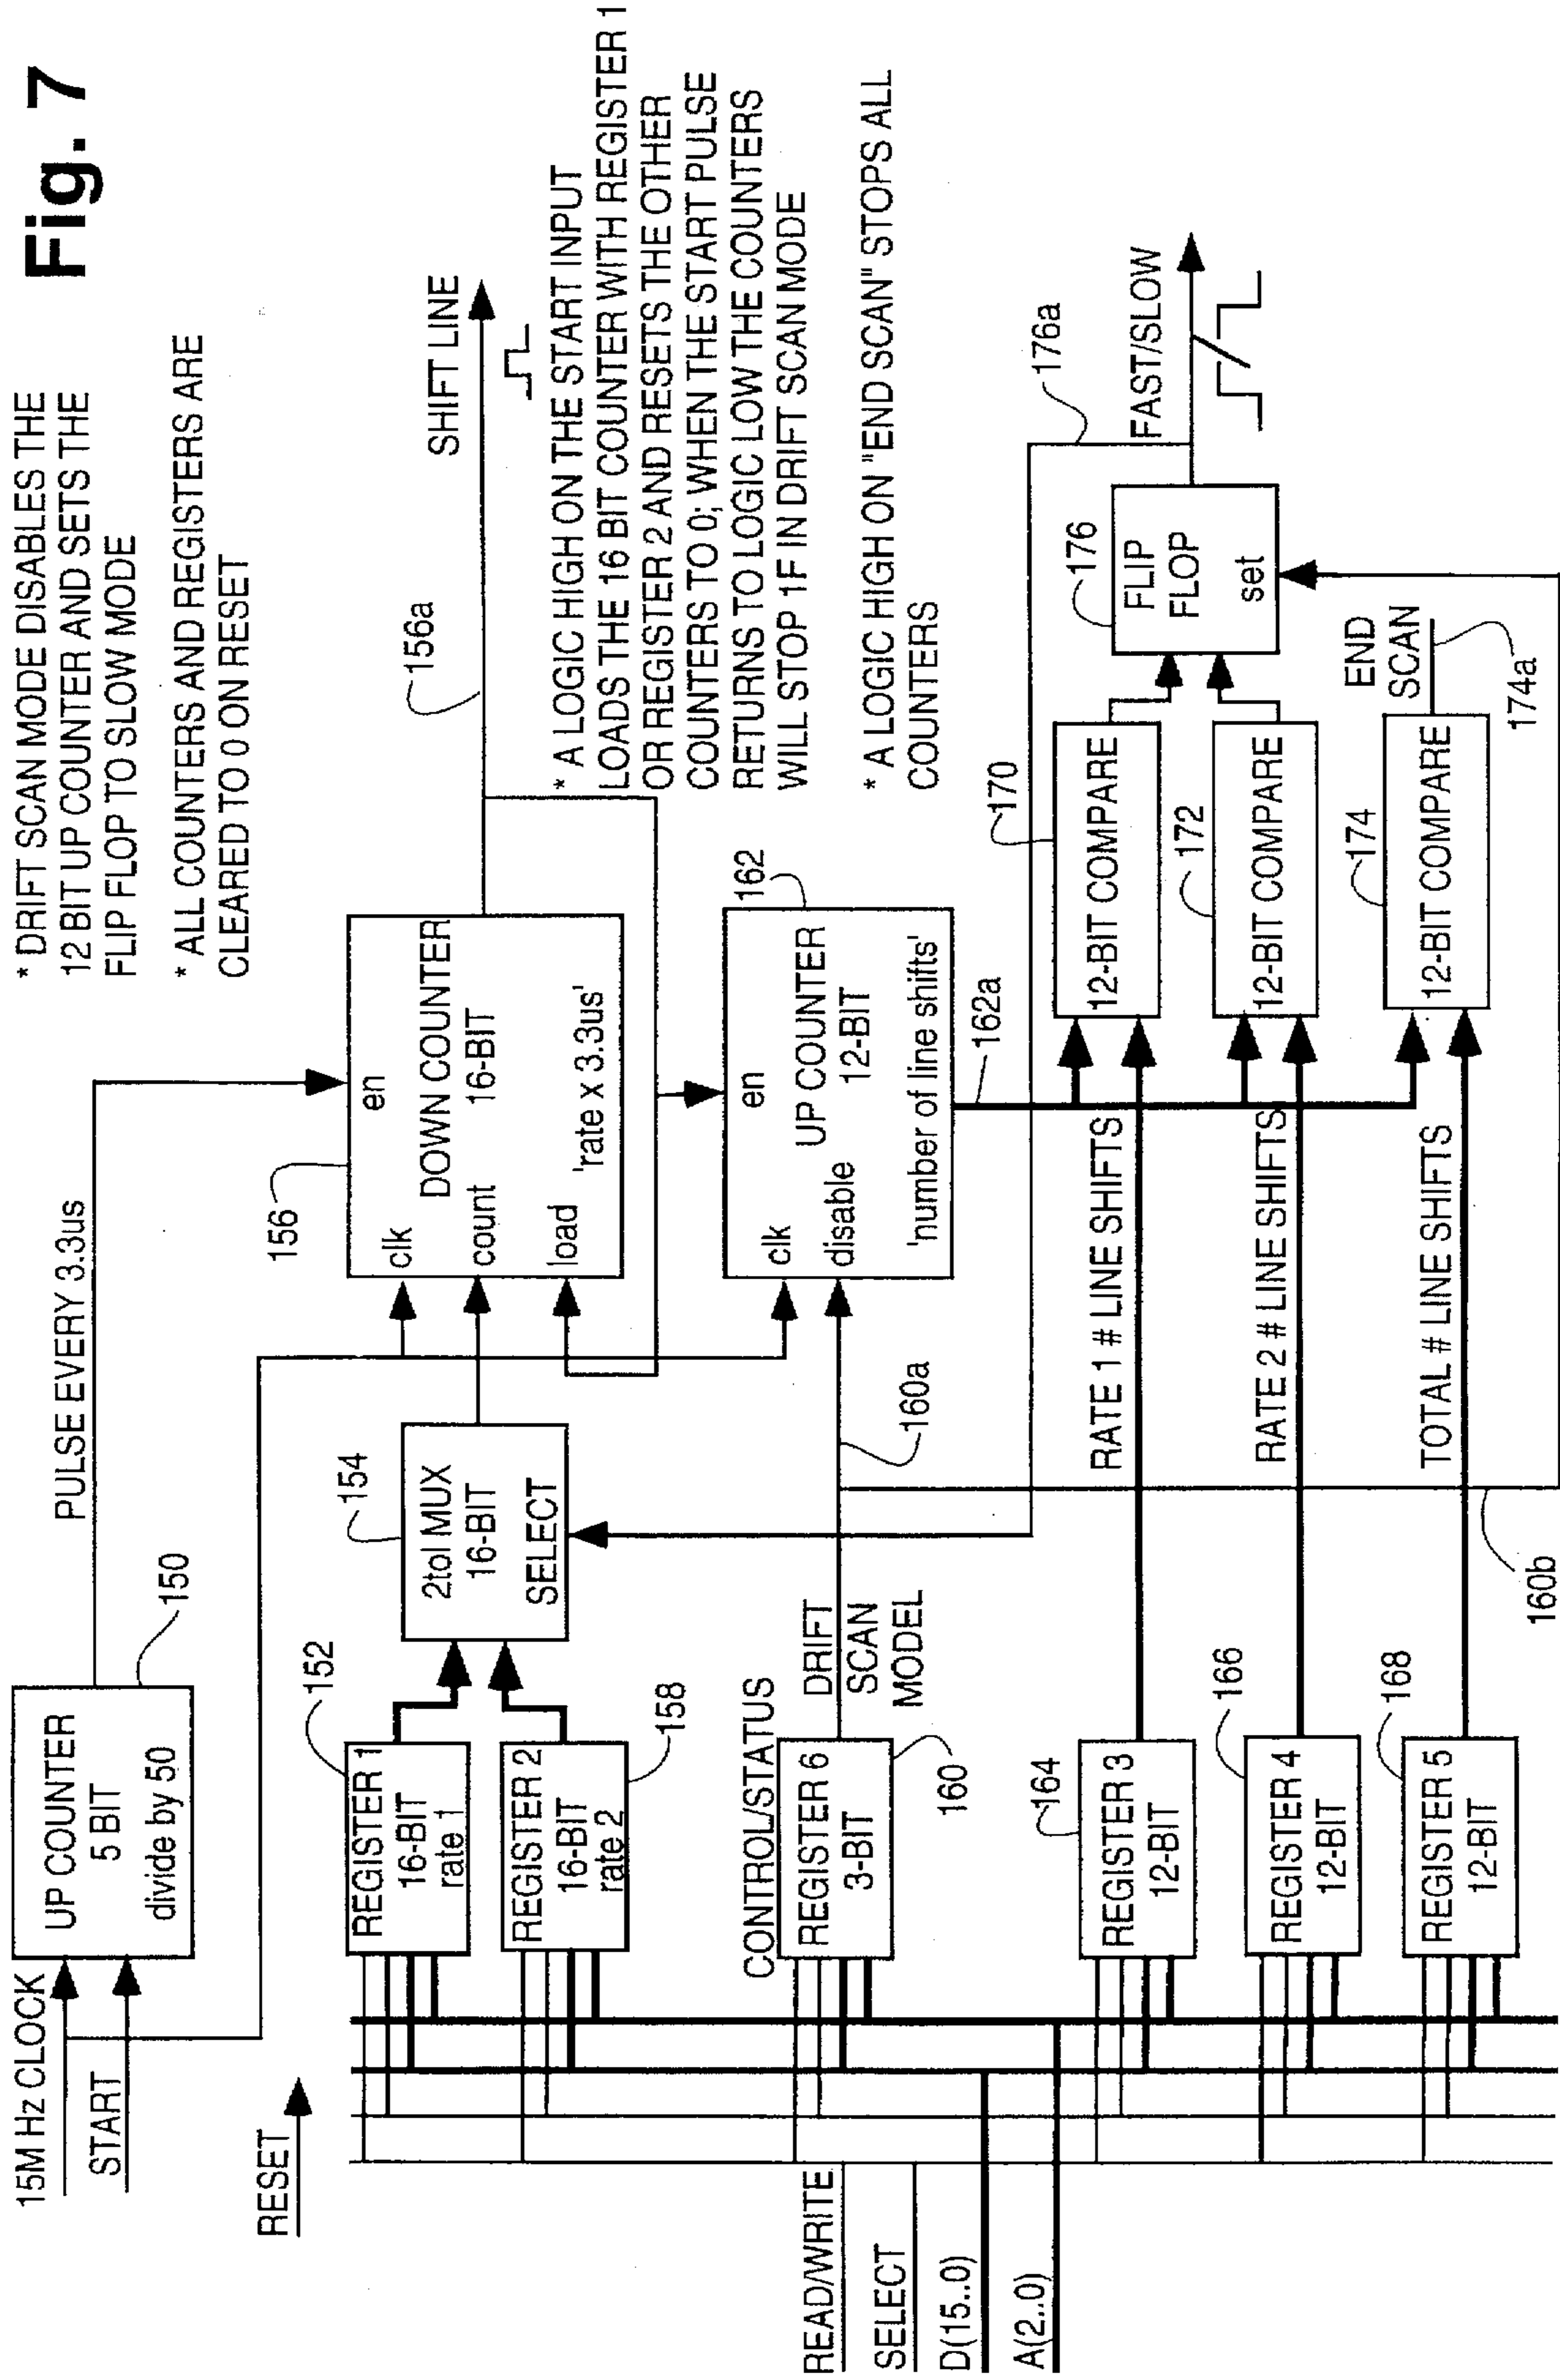 Fig. 7
* DRIFT SCAN MODE DISABLES THE
12 BIT UP COUNTER AND SETS THE
FLIP FLOP TO SLOW MODE
* ALL COUNTERS AND REGISTERS ARE
CLEARED TO 0 ON RESET
15M Hz CLOCK
START
RESET
UP COUNTER
5 BIT
divide by 50
150
PULSE EVERY 3.3us
REGISTER 1
16-BIT
rate 1
152
REGISTER 2
16-BIT
rate 2
158
2tol MUX
16-BIT
SELECT
154
156
en
clk
DOWN COUNTER
16-BIT
count
load
'rate x 3.3us'
156a
SHIFT LINE
* A LOGIC HIGH ON THE START INPUT
LOADS THE 16 BIT COUNTER WITH REGISTER 1
OR REGISTER 2 AND RESETS THE OTHER
COUNTERS TO 0; WHEN THE START PULSE
RETURNS TO LOGIC LOW THE COUNTERS
WILL STOP 1F IN DRIFT SCAN MODE
* A LOGIC HIGH ON "END SCAN" STOPS ALL
COUNTERS
CONTROL/STATUS
REGISTER 6
3-BIT
160
DRIFT
SCAN
MODEL
160a
162
en
clk
UP COUNTER
12-BIT
disable
'number of line shifts'
162a
READ/WRITE
SELECT
D(15..0)
A(2..0)
164
REGISTER 3
12-BIT
RATE 1 # LINE SHIFTS
166
REGISTER 4
12-BIT
RATE 2 # LINE SHIFTS
168
REGISTER 5
12-BIT
TOTAL # LINE SHIFTS
160b
170
12-BIT COMPARE
172
12-BIT COMPARE
174
12-BIT COMPARE
END
SCAN
174a
176
FLIP
FLOP
set
176a
FAST/SLOW